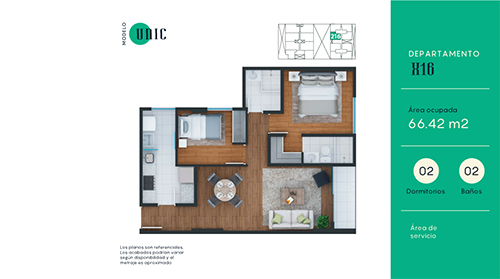 MODELO
UNIC
216
DEPARTAMENTO
X16
Área ocupada
66.42 m2
02
Dormitorios
02
Baños
Área de
servicio
Los planos son referenciales.
Los acabados podrían variar
según disponibilidad y el
metraje es aproximado